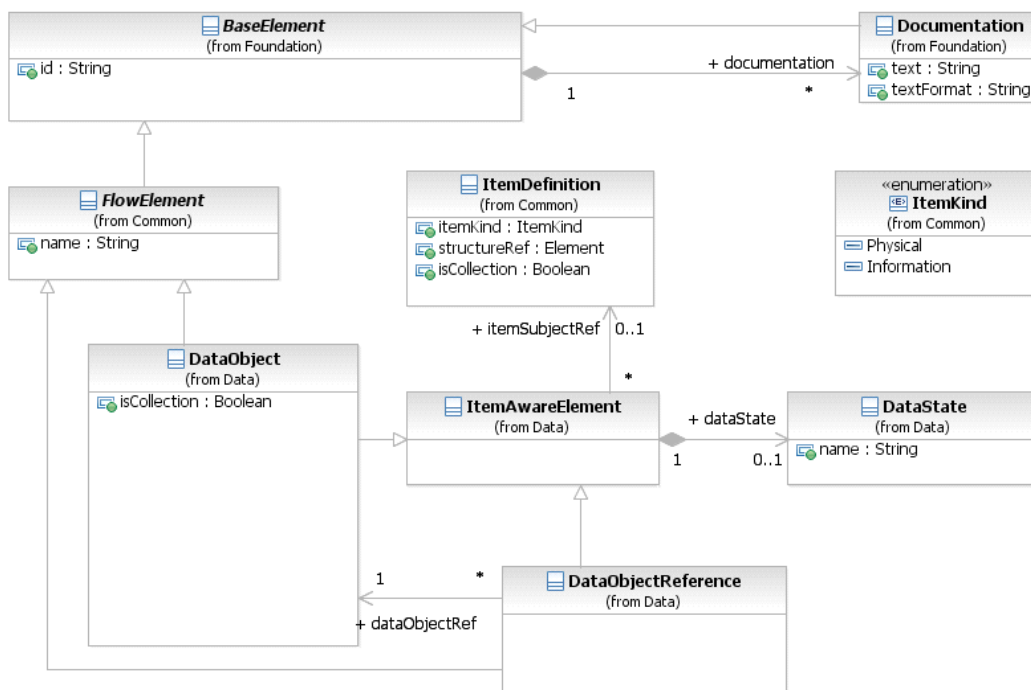 BaseElement
(from Foundation)
id : String
Documentation
(from Foundation)
text : String
textFormat : String
+ documentation
1
*
FlowElement
(from Common)
name : String
ItemDefinition
(from Common)
itemKind : ItemKind
structureRef : Element
isCollection : Boolean
«enumeration»
ItemKind
(from Common)
Physical
Information
+ itemSubjectRef
0..1
*
DataObject
(from Data)
isCollection : Boolean
ItemAwareElement
(from Data)
+ dataState
1
0..1
DataState
(from Data)
name : String
1
*
+ dataObjectRef
DataObjectReference
(from Data)